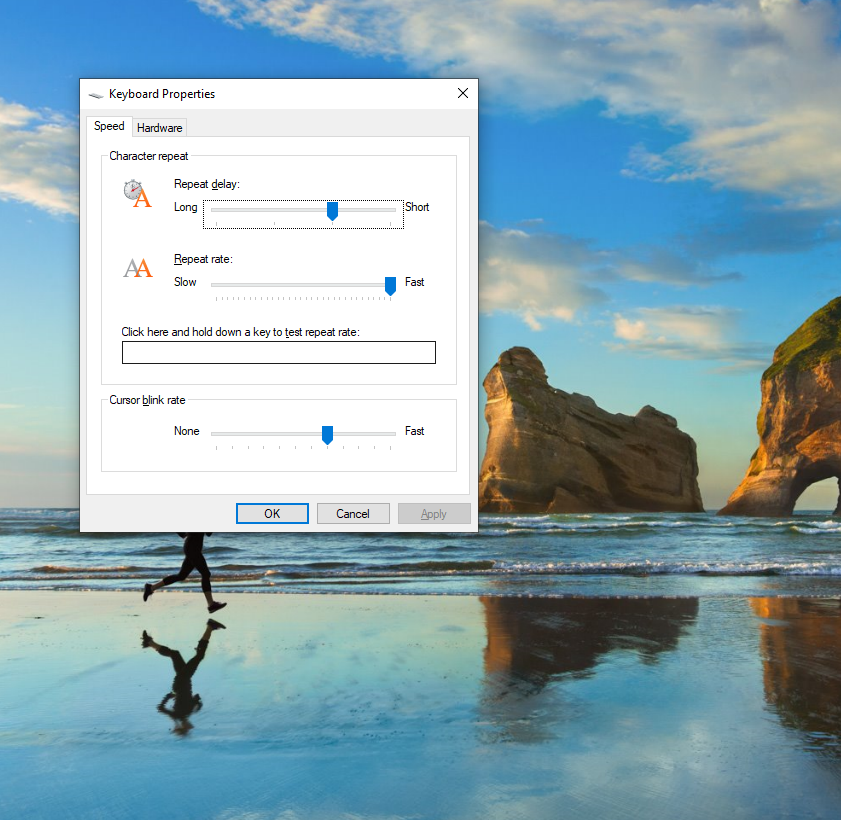 Keyboard Properties
Speed Hardware
Character repeat
Repeat delay:
Long Short
Repeat rate:
Slow Fast
Click here and hold down a key to test repeat rate:
Cursor blink rate
None Fast
OK Cancel Apply